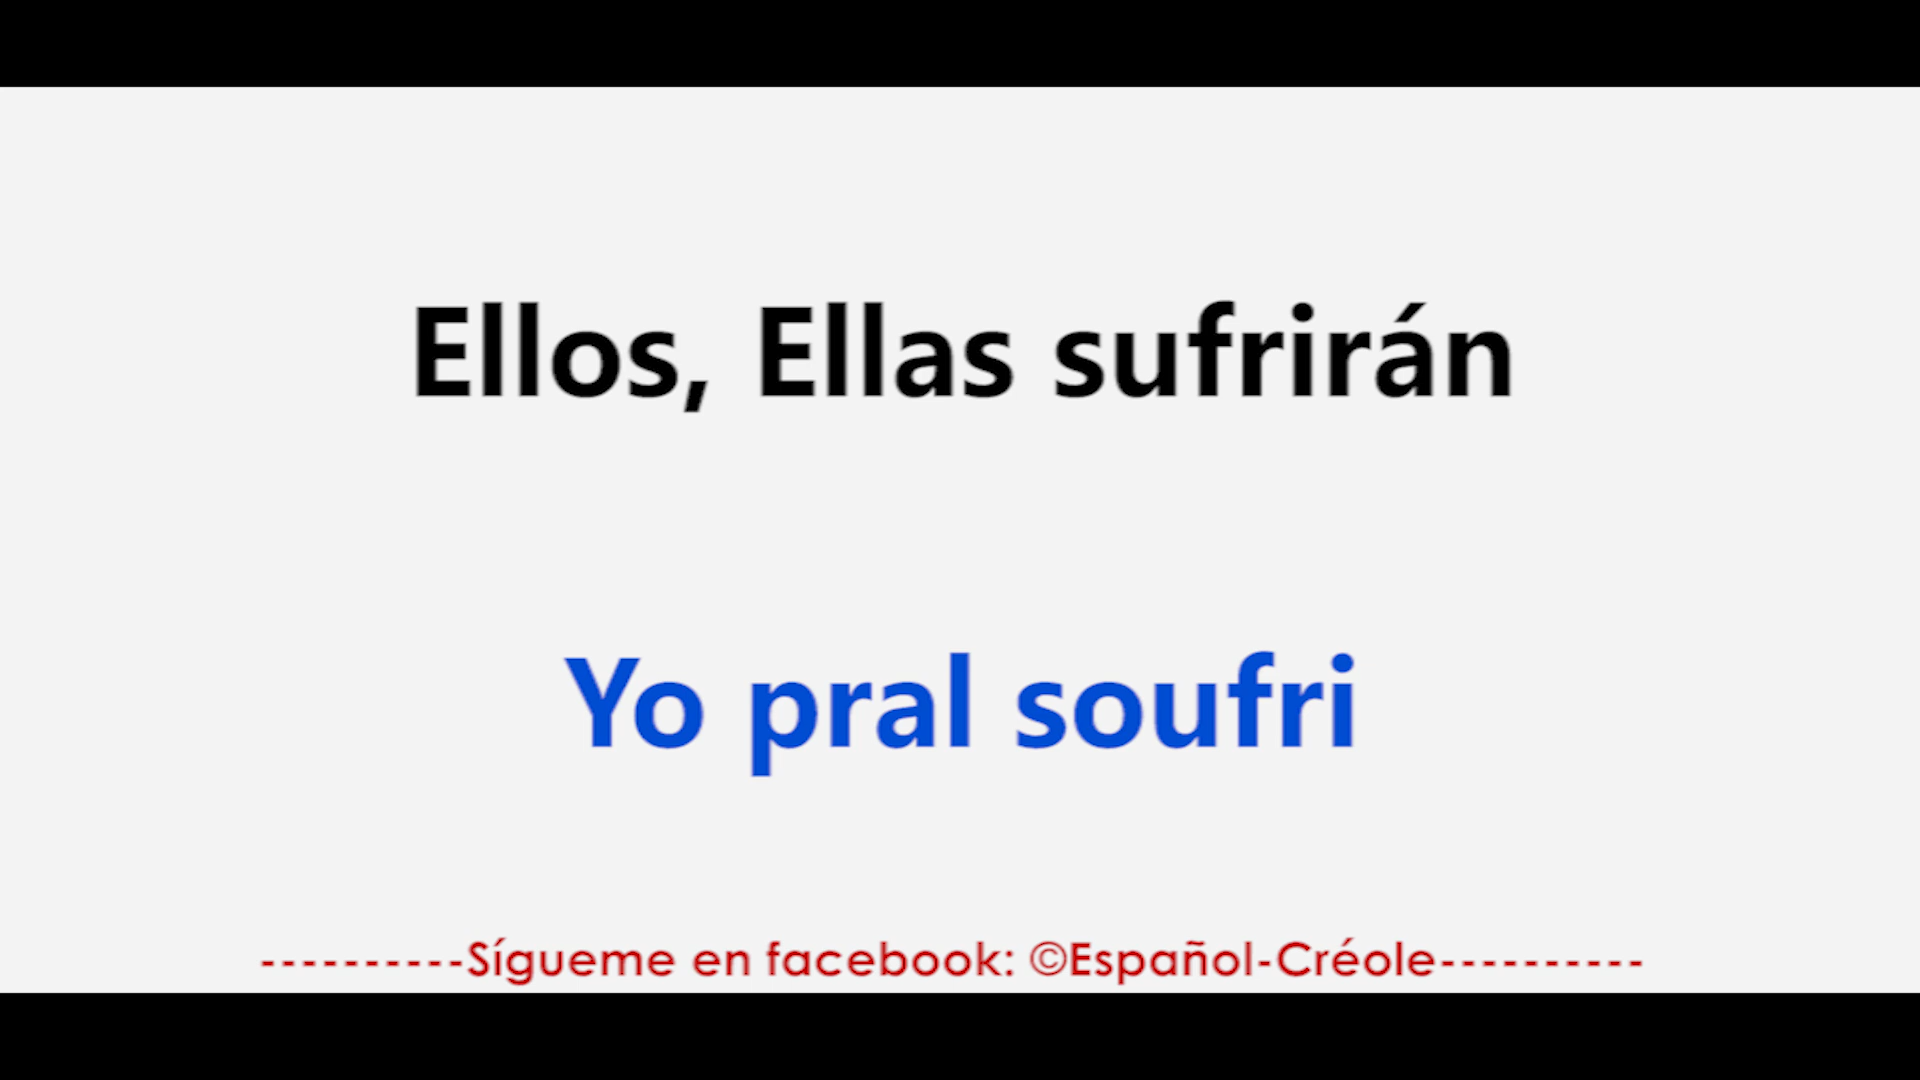 Ellos, Ellas sufrirán
Yo pral soufri
----------Sígueme en facebook: ©Español-Créole----------